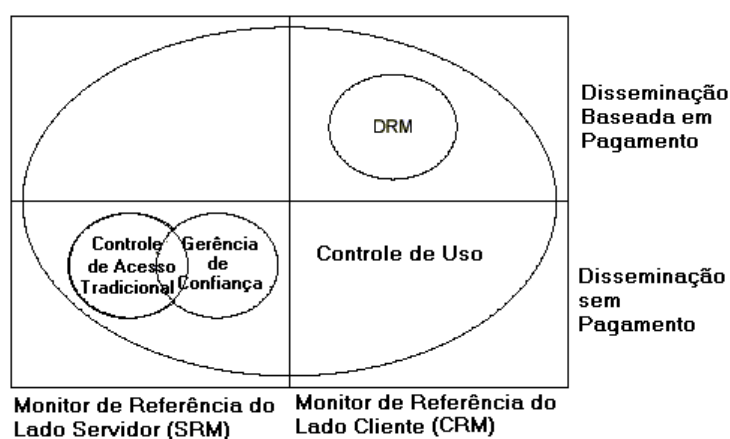 DRM
Disseminação
Baseada em
Pagamento
Controle
de Acesso
Tradicional
Gerência
de
Confiança
Controle de Uso
Disseminação
sem
Pagamento
Monitor de Referência do
Lado Servidor (SRM)
Monitor de Referência do
Lado Cliente (CRM)